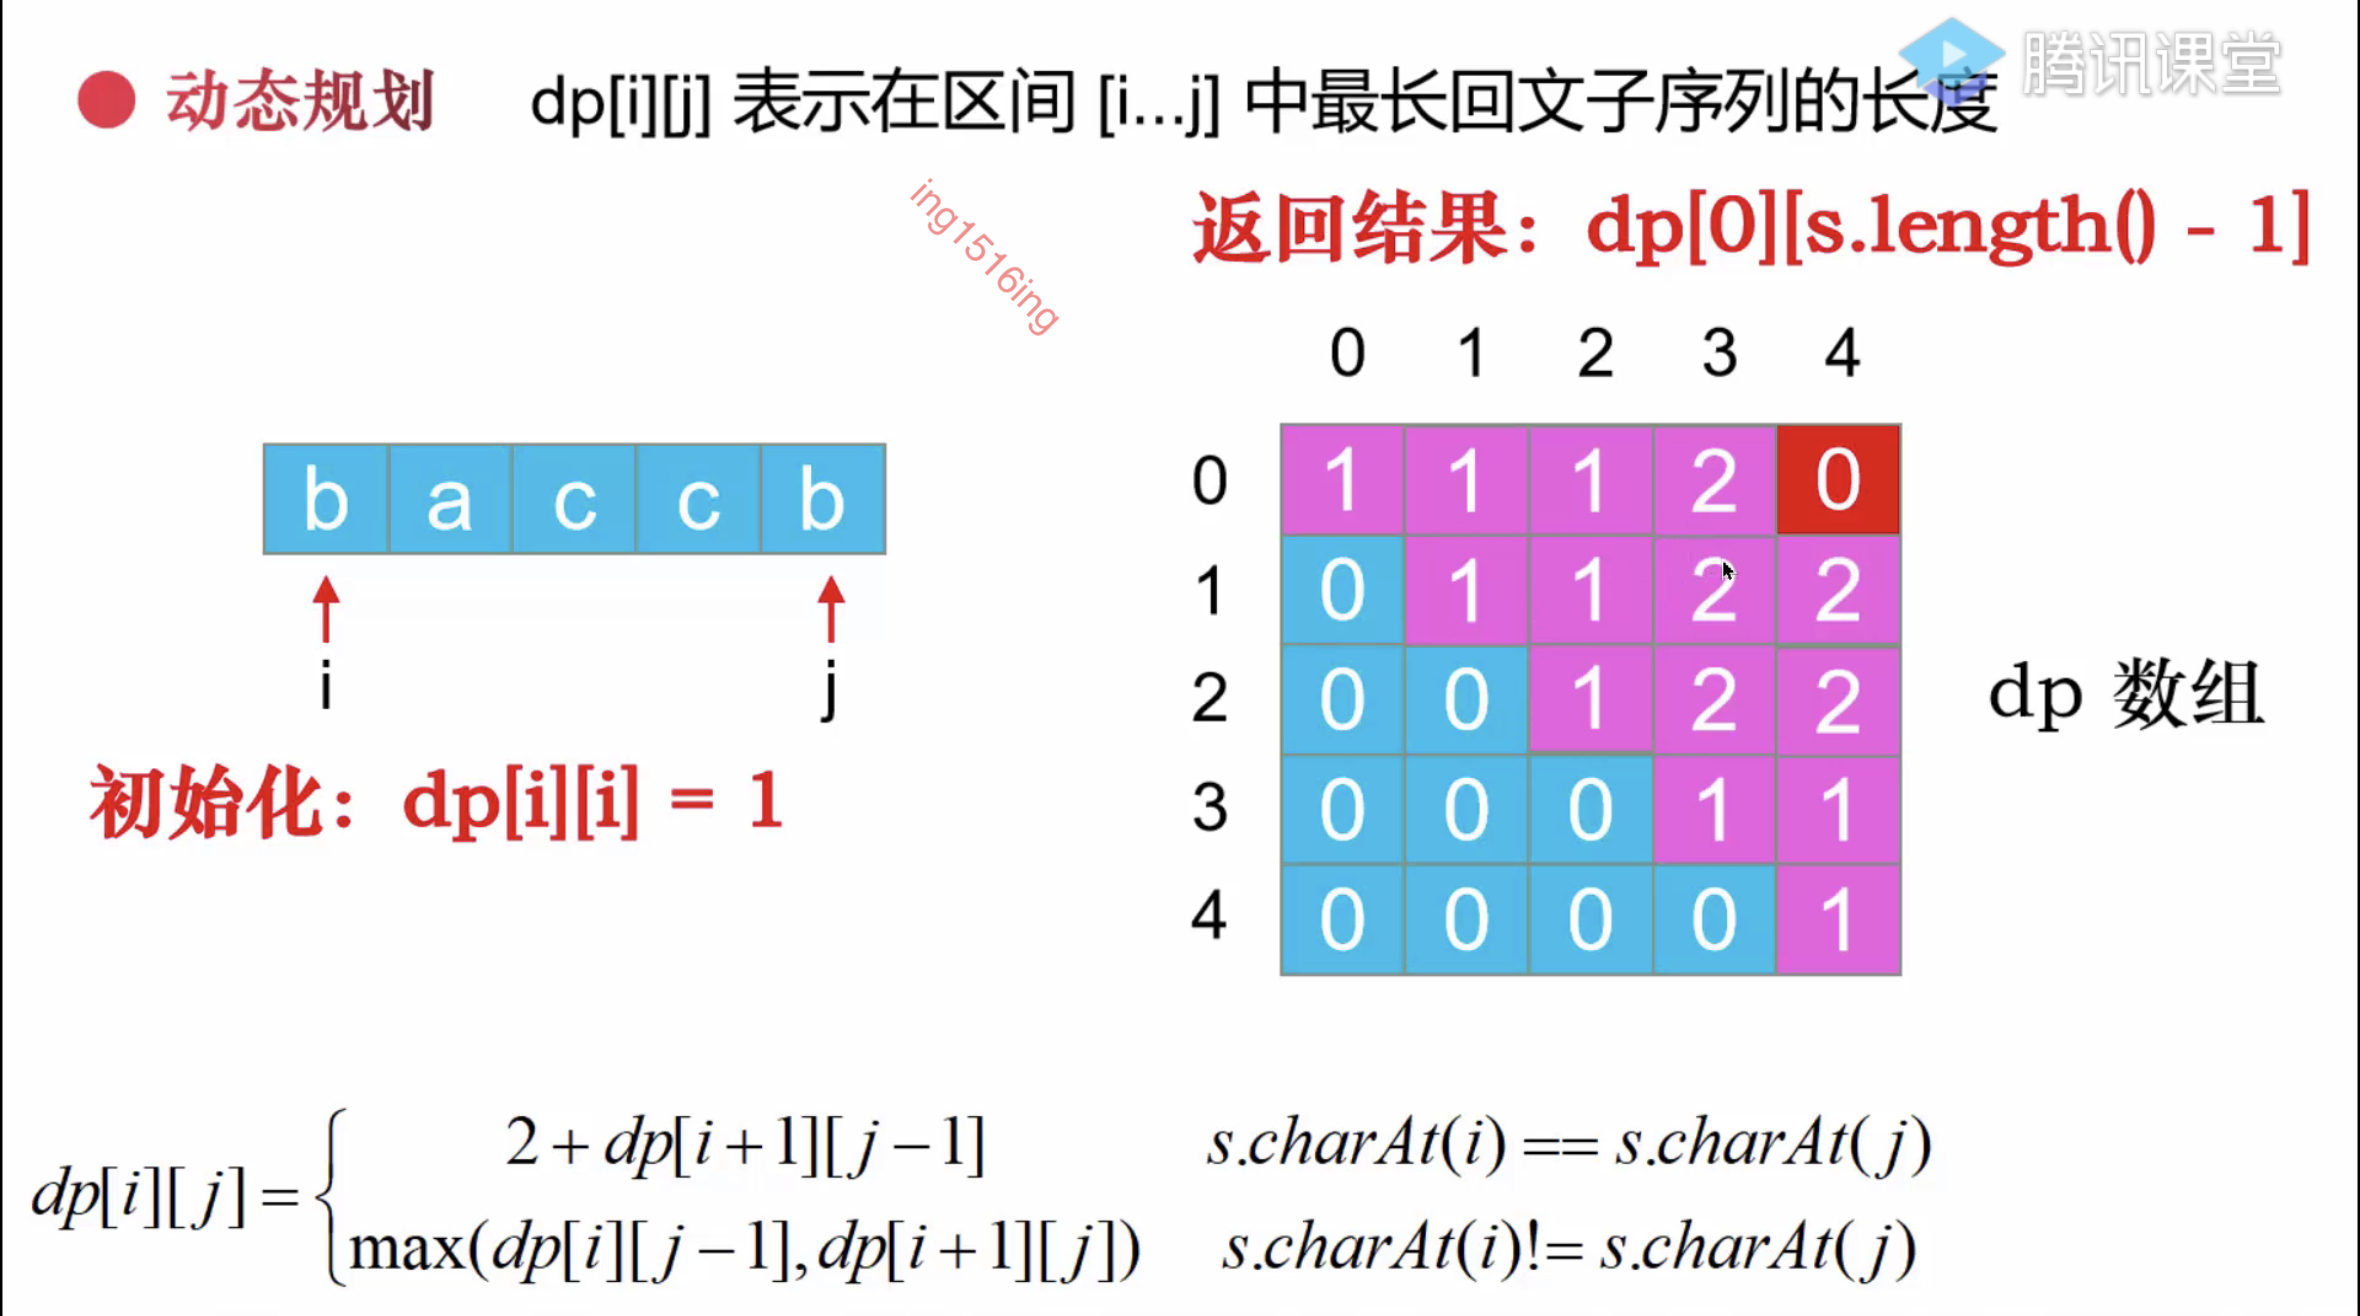 腾讯课堂
动态规划 dp[i][j] 表示在区间 [i...j] 中最长回文子序列的长度
ing1516ing
返回结果：dp[0][s.length() - 1]
0 1 2 3 4
b a c c b
0 1 1 1 2 0
1 0 1 1 2 2
2 0 0 1 2 2
3 0 0 0 1 1
4 0 0 0 0 1
i j
dp 数组
初始化：dp[i][i] = 1
2 + dp[i + 1][j − 1] s.charAt(i) == s.charAt(j)
dp[i][j] = {
max(dp[i][j − 1], dp[i + 1][j]) s.charAt(i)!= s.charAt(j)